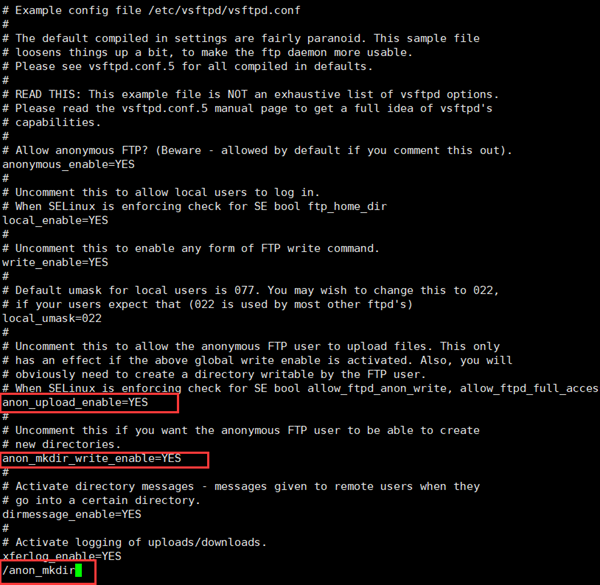 # Example config file /etc/vsftpd/vsftpd.conf
#
# The default compiled in settings are fairly paranoid. This sample file
# loosens things up a bit, to make the ftp daemon more usable.
# Please see vsftpd.conf.5 for all compiled in defaults.
#
# READ THIS: This example file is NOT an exhaustive list of vsftpd options.
# Please read the vsftpd.conf.5 manual page to get a full idea of vsftpd's
# capabilities.
#
# Allow anonymous FTP? (Beware - allowed by default if you comment this out).
anonymous_enable=YES
#
# Uncomment this to allow local users to log in.
# When SELinux is enforcing check for SE bool ftp_home_dir
local_enable=YES
#
# Uncomment this to enable any form of FTP write command.
write_enable=YES
#
# Default umask for local users is 077. You may wish to change this to 022,
# if your users expect that (022 is used by most other ftpd's)
local_umask=022
#
# Uncomment this to allow the anonymous FTP user to upload files. This only
# has an effect if the above global write enable is activated. Also, you will
# obviously need to create a directory writable by the FTP user.
# When SELinux is enforcing check for SE bool allow_ftpd_anon_write, allow_ftpd_full_acces
anon_upload_enable=YES
#
# Uncomment this if you want the anonymous FTP user to be able to create
# new directories.
anon_mkdir_write_enable=YES
#
# Activate directory messages - messages given to remote users when they
# go into a certain directory.
dirmessage_enable=YES
#
# Activate logging of uploads/downloads.
xferlog_enable=YES
/anon_mkdir